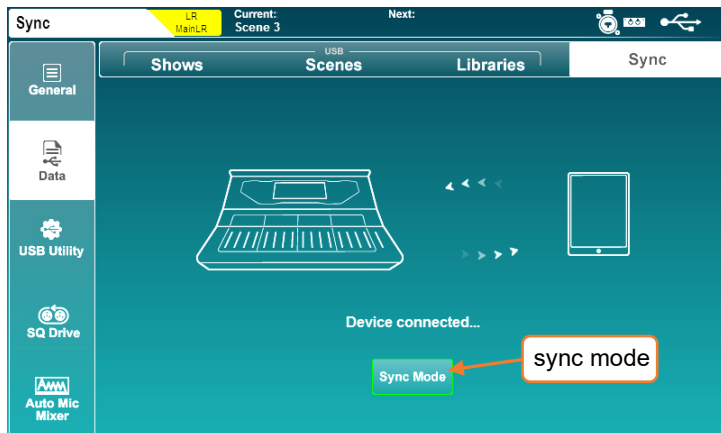 Sync
LR
MainLR
Current:
Scene 3
Next:
General
Data
USB Utility
SQ Drive
Auto Mic
Mixer
USB
Shows
Scenes
Libraries
Sync
Device connected...
Sync Mode
sync mode